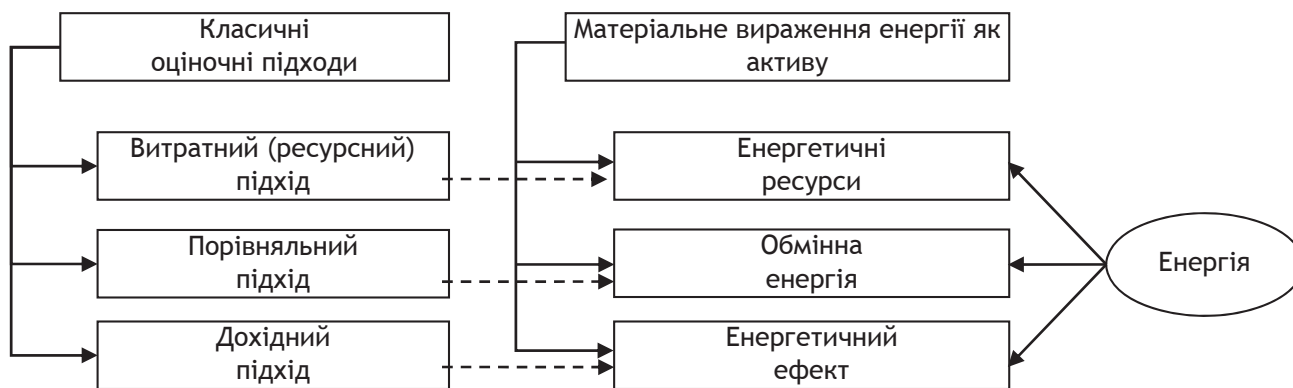 Класичні
оціночні підходи
Матеріальне вираження енергії як
активу
Витратний (ресурсний)
підхід
Енергетичні
ресурси
Порівняльний
підхід
Обмінна
енергія
Енергія
Дохідний
підхід
Енергетичний
ефект